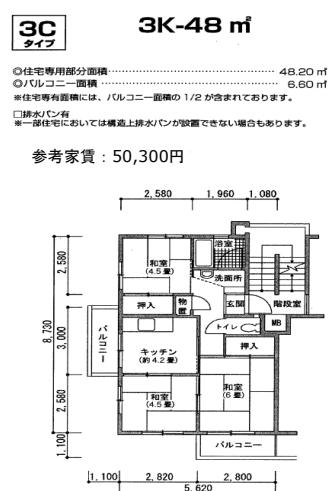 3C
タイプ
3K-48 ㎡
◎住宅専用部分面積 48.20 ㎡
◎バルコニー面積 6.60 ㎡
※住宅専有面積には、バルコニー面積の 1/2 が含まれております。
□排水パン有
※一部住宅においては構造上排水パンが設置できない場合もあります。
参考家賃：50,300円
2,580 1,960 1,080
浴室
和室
(4.5 畳)
洗面所
2,580
押入
物置
玄関
階段室
トイレ
MB
8,730
3,000
バルコニー
キッチン
(約 4.2 畳)
押入
和室
(4.5 畳)
和室
(6 畳)
2,580
バルコニー
1,100
1,100 2,820 2,800
5,620